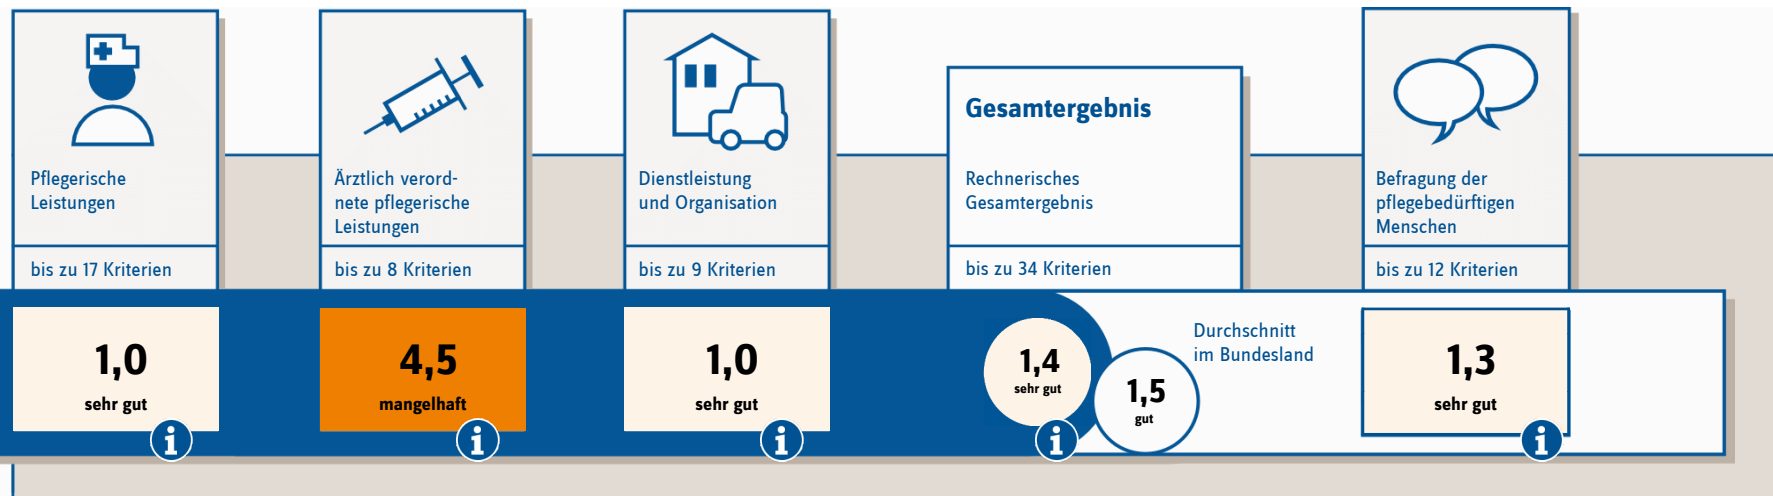 Pflegerische
Leistungen
bis zu 17 Kriterien
1,0
sehr gut
i
Ärztlich verord-
nete pflegerische
Leistungen
bis zu 8 Kriterien
4,5
mangelhaft
i
Dienstleistung
und Organisation
bis zu 9 Kriterien
1,0
sehr gut
i
Gesamtergebnis
Rechnerisches
Gesamtergebnis
bis zu 34 Kriterien
1,4
sehr gut
i
Durchschnitt
im Bundesland
1,5
gut
Befragung der
pflegebedürftigen
Menschen
bis zu 12 Kriterien
1,3
sehr gut
i